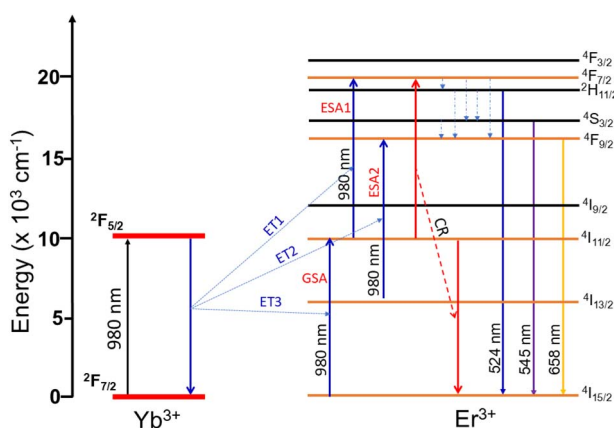 Energy (x 10³ cm⁻¹)
20
15
10
5
0
²F₅/₂
²F₇/₂
980 nm
Yb³⁺
ET1
ET2
ET3
GSA
980 nm
ESA1
980 nm
ESA2
980 nm
CR
524 nm
545 nm
658 nm
⁴F₃/₂
⁴F₇/₂
²H₁₁/₂
⁴S₃/₂
⁴F₉/₂
⁴I₉/₂
⁴I₁₁/₂
⁴I₁₃/₂
⁴I₁₅/₂
Er³⁺